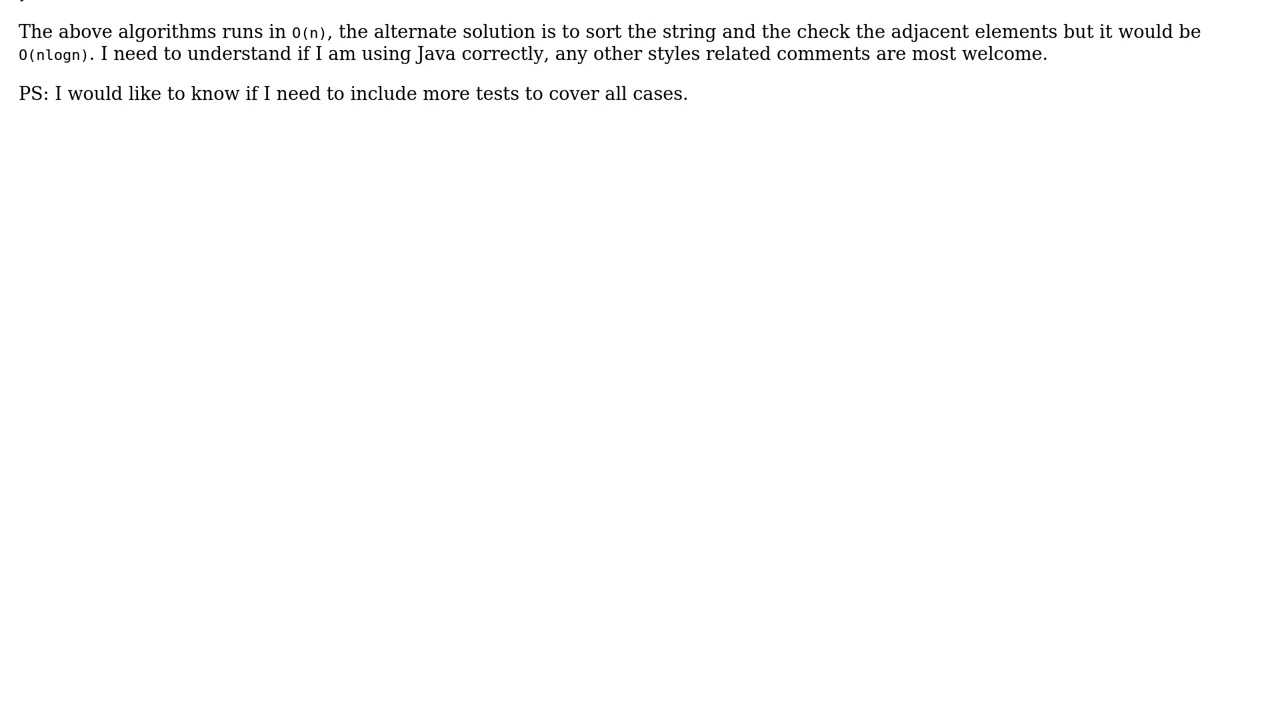 The above algorithms runs in O(n), the alternate solution is to sort the string and the check the adjacent elements but it would be
O(nlogn). I need to understand if I am using Java correctly, any other styles related comments are most welcome.
PS: I would like to know if I need to include more tests to cover all cases.